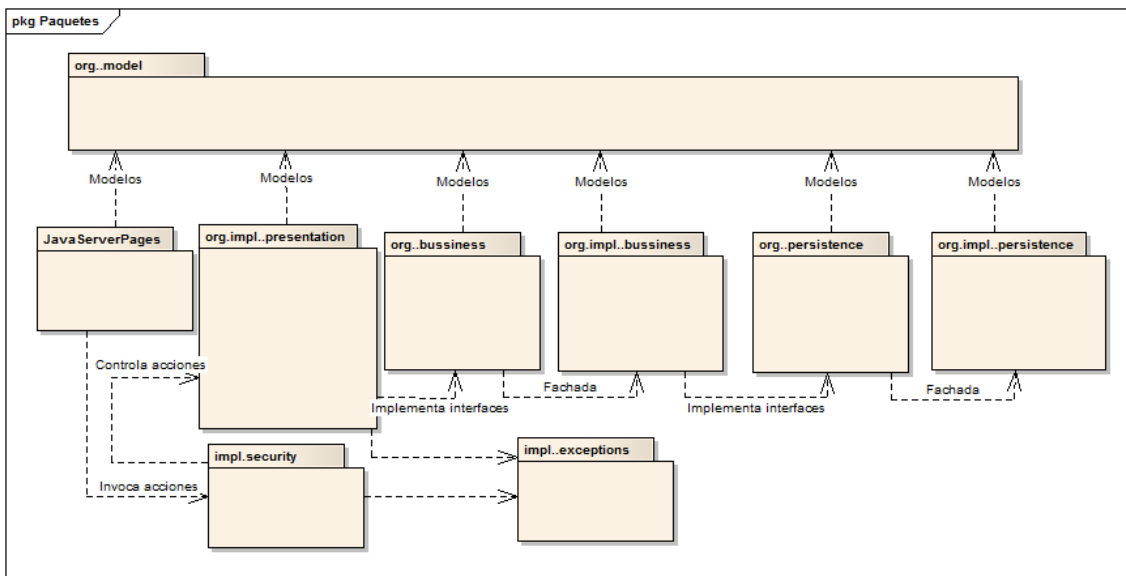 pkg Paquetes
org..model
Modelos
Modelos
Modelos
Modelos
Modelos
Modelos
JavaServerPages
org.impl..presentation
org..bussiness
org.impl..bussiness
org..persistence
org.impl..persistence
Controla acciones
Implementa interfaces
Fachada
Implementa interfaces
Fachada
impl.security
impl..exceptions
Invoca acciones